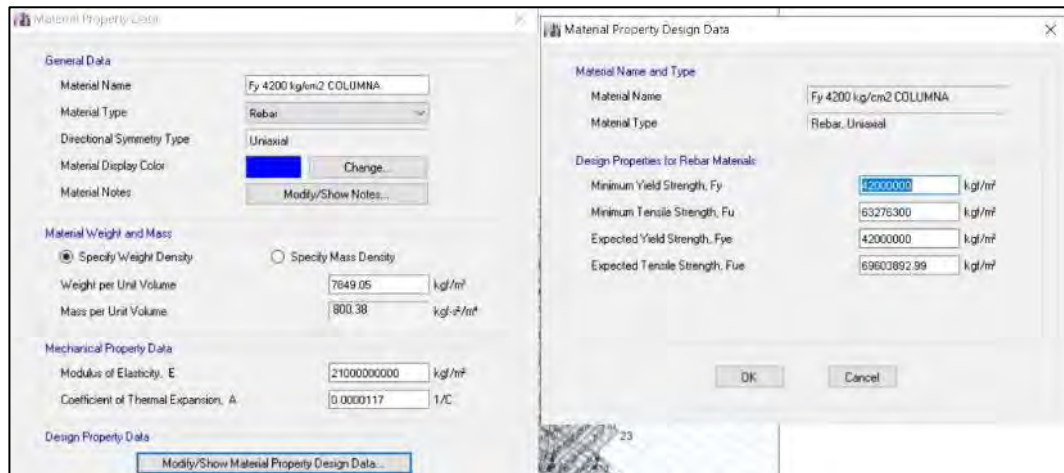 Material Property Data
General Data
Material Name Fy 4200 kg/cm2 COLUMNA
Material Type Rebar
Directional Symmetry Type Uniaxial
Material Display Color Change...
Material Notes Modify/Show Notes...
Material Weight and Mass
Specify Weight Density Specify Mass Density
Weight per Unit Volume 7849.05 kgf/m³
Mass per Unit Volume 800.38 kgf-s²/m⁴
Mechanical Property Data
Modulus of Elasticity, E 21000000000 kgf/m²
Coefficient of Thermal Expansion, A 0.0000117 1/C
Design Property Data
Modify/Show Material Property Design Data...
Material Property Design Data
Material Name and Type
Material Name Fy 4200 kg/cm2 COLUMNA
Material Type Rebar, Uniaxial
Design Properties for Rebar Materials
Minimum Yield Strength, Fy 42000000 kgf/m²
Minimum Tensile Strength, Fu 63276300 kgf/m²
Expected Yield Strength, Fye 42000000 kgf/m²
Expected Tensile Strength, Fue 69603892.99 kgf/m²
OK Cancel
23